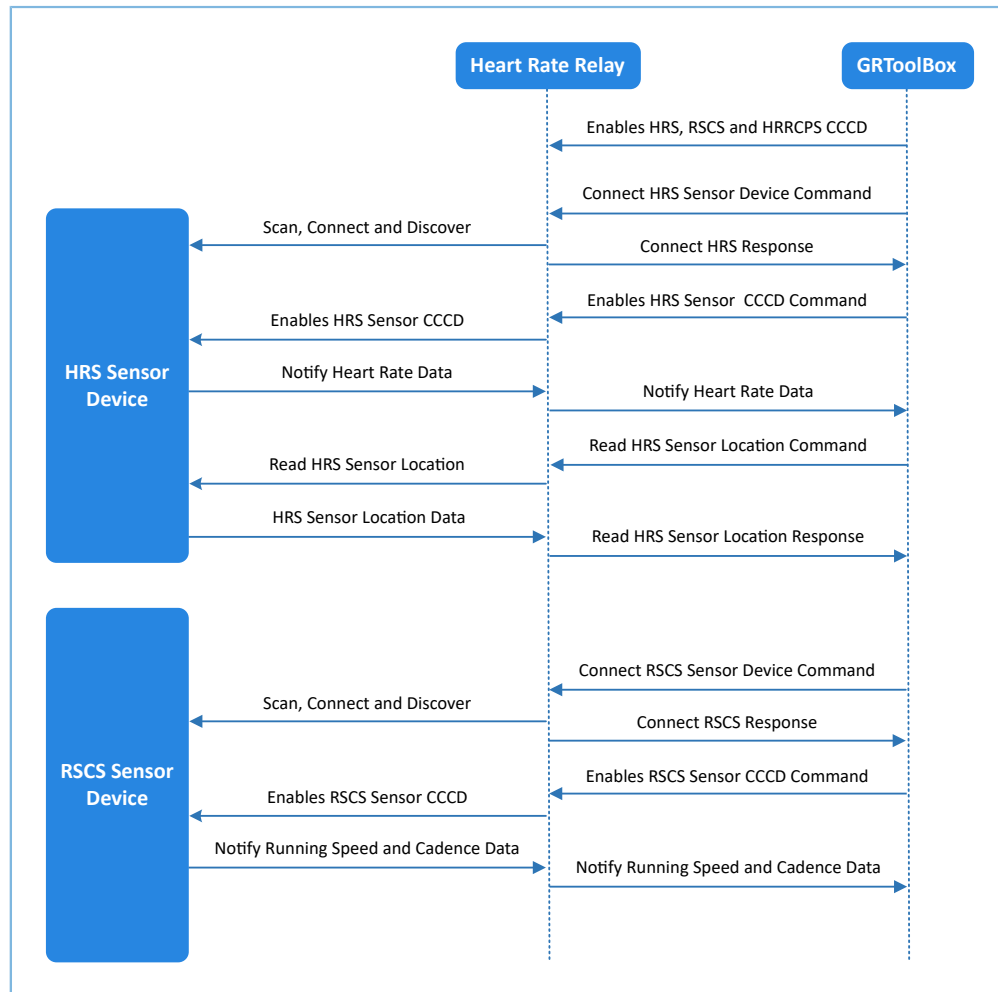 Heart Rate Relay
GRToolBox
Enables HRS, RSCS and HRRCPS CCCD
Connect HRS Sensor Device Command
Scan, Connect and Discover
Connect HRS Response
Enables HRS Sensor CCCD Command
Enables HRS Sensor CCCD
HRS Sensor
Device
Notify Heart Rate Data
Notify Heart Rate Data
Read HRS Sensor Location Command
Read HRS Sensor Location
HRS Sensor Location Data
Read HRS Sensor Location Response
Connect RSCS Sensor Device Command
Scan, Connect and Discover
Connect RSCS Response
RSCS Sensor
Device
Enables RSCS Sensor CCCD Command
Enables RSCS Sensor CCCD
Notify Running Speed and Cadence Data
Notify Running Speed and Cadence Data